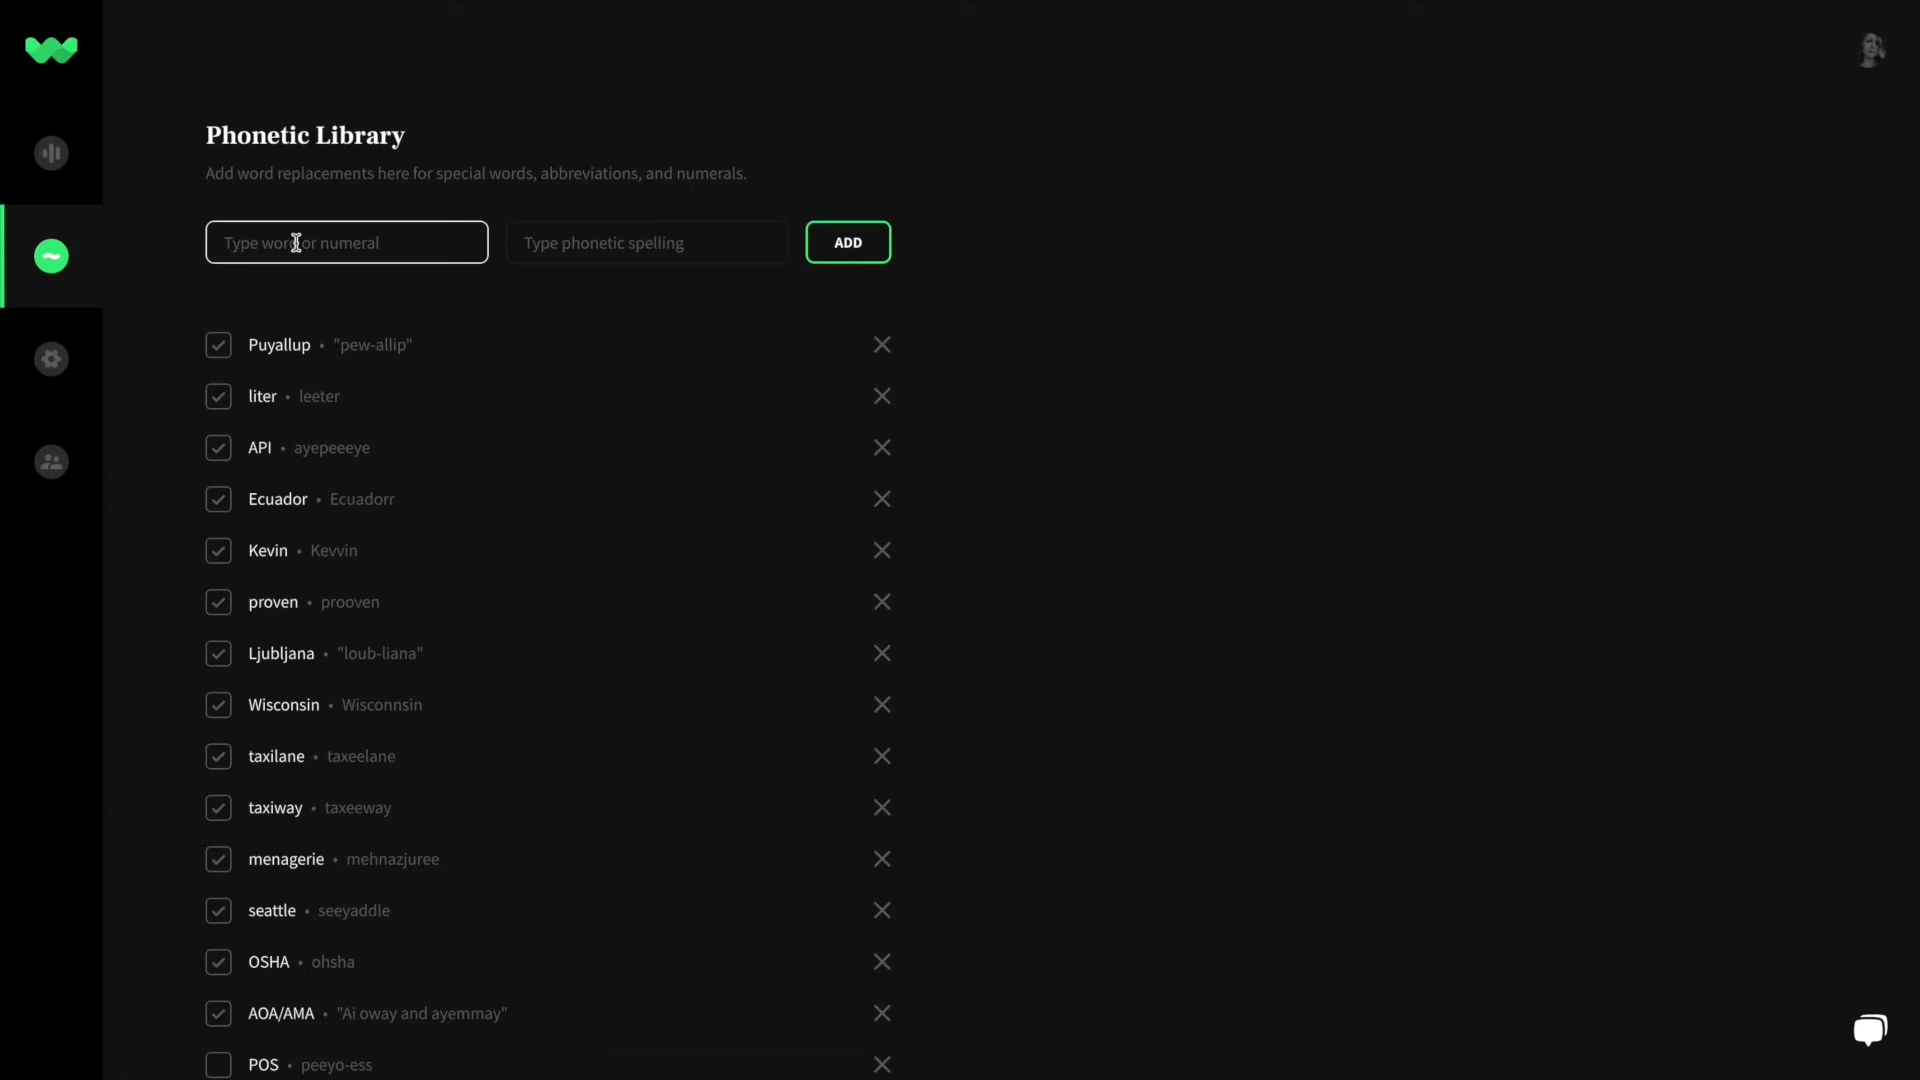 Phonetic Library
Add word replacements here for special words, abbreviations, and numerals.
Type word or numeral
Type phonetic spelling
ADD
Puyallup • "pew-allip"
liter • leeter
API • ayepeeeye
Ecuador • Ecuadorr
Kevin • Kevvin
proven • prooven
Ljubljana • "loub-liana"
Wisconsin • Wisconnsin
taxilane • taxeelane
taxiway • taxeeway
menagerie • mehnazjuree
seattle • seeyaddle
OSHA • ohsha
AOA/AMA • "Ai oway and ayemmay"
POS • peeyo-ess